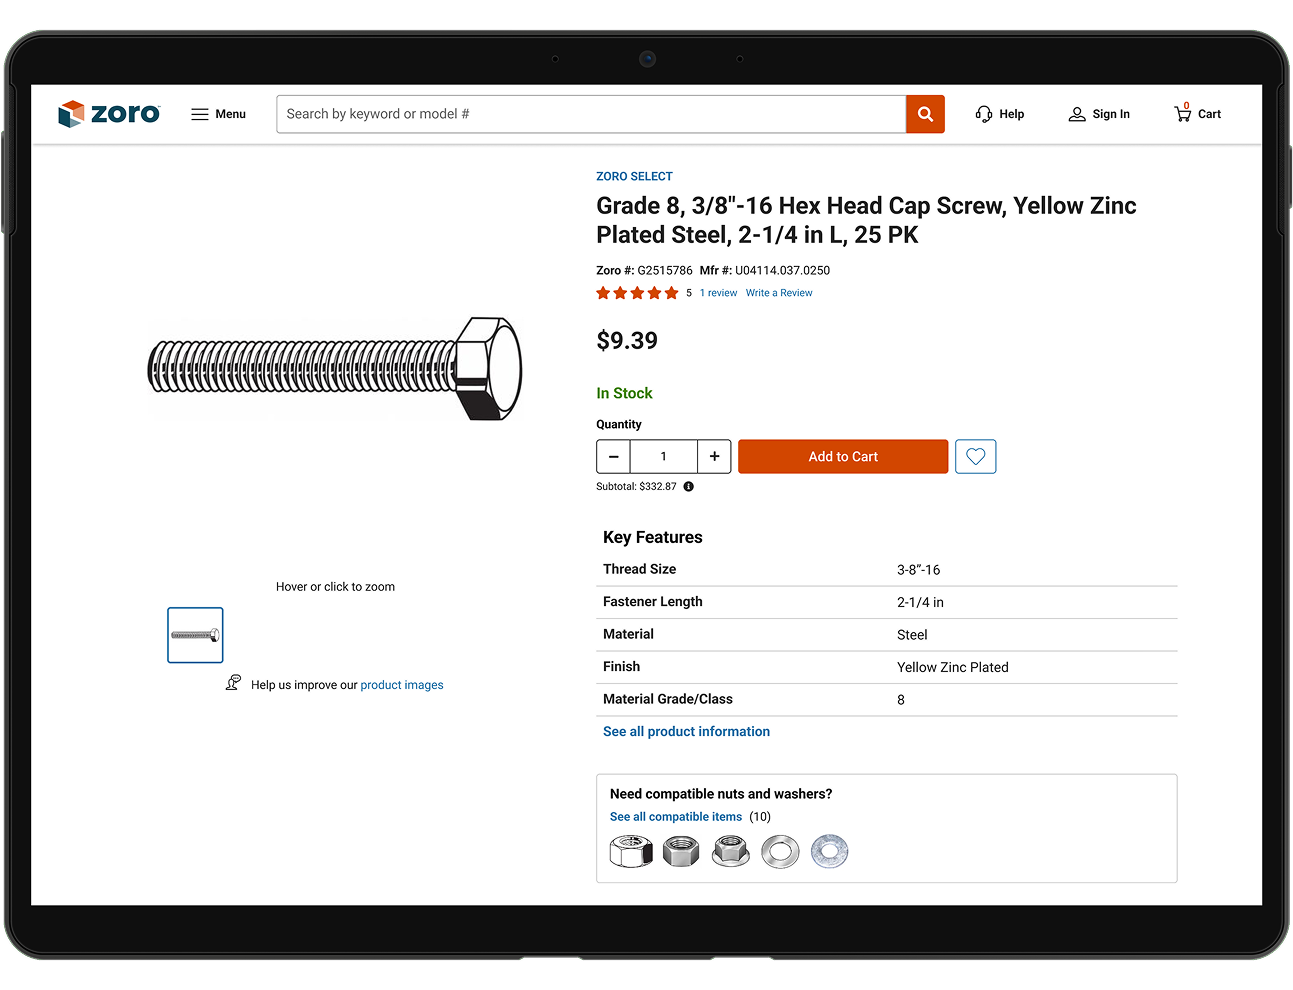 zoro
Menu
Search by keyword or model #
Help
Sign In
0
Cart
ZORO SELECT
Grade 8, 3/8"-16 Hex Head Cap Screw, Yellow Zinc
Plated Steel, 2-1/4 in L, 25 PK
Zoro #: G2515786 Mfr #: U04114.037.0250
5 1 review Write a Review
$9.39
In Stock
Quantity
− 1 + Add to Cart
Subtotal: $332.87
Hover or click to zoom
Help us improve our product images
Key Features
Thread Size 3-8”-16
Fastener Length 2-1/4 in
Material Steel
Finish Yellow Zinc Plated
Material Grade/Class 8
See all product information
Need compatible nuts and washers?
See all compatible items (10)